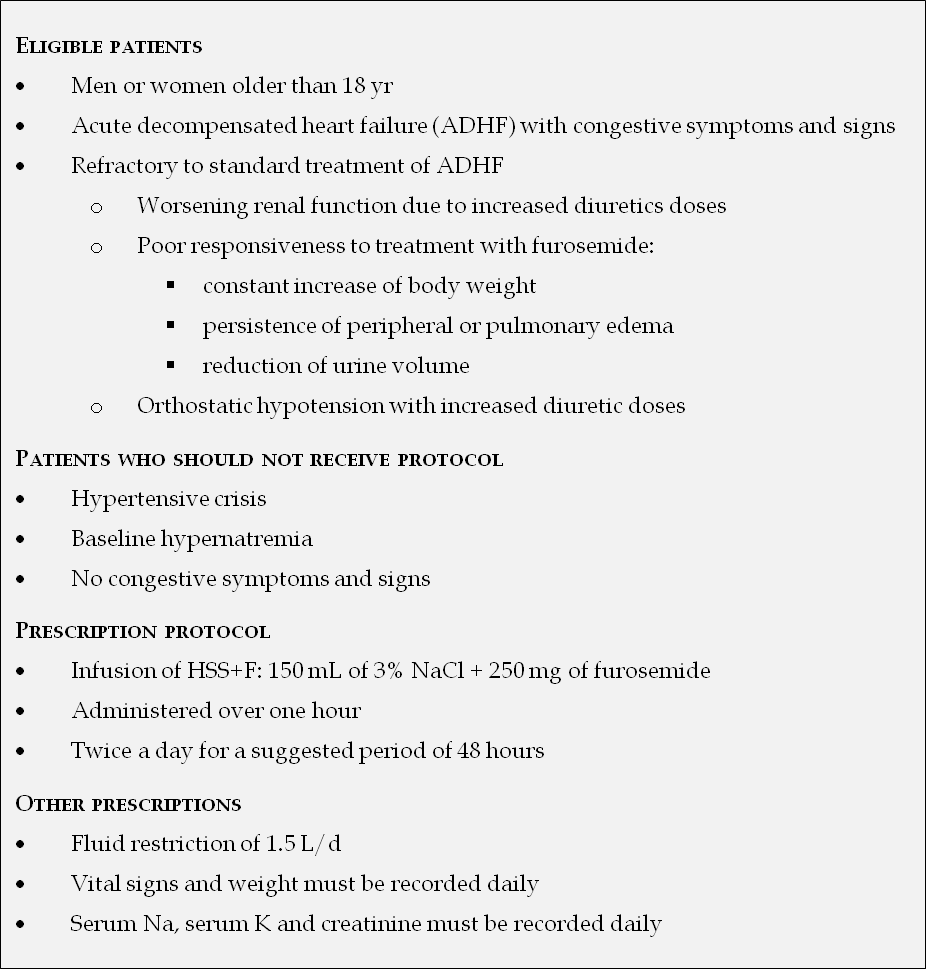 ELIGIBLE PATIENTS
• Men or women older than 18 yr
• Acute decompensated heart failure (ADHF) with congestive symptoms and signs
• Refractory to standard treatment of ADHF
o Worsening renal function due to increased diuretics doses
o Poor responsiveness to treatment with furosemide:
▪ constant increase of body weight
▪ persistence of peripheral or pulmonary edema
▪ reduction of urine volume
o Orthostatic hypotension with increased diuretic doses
PATIENTS WHO SHOULD NOT RECEIVE PROTOCOL
• Hypertensive crisis
• Baseline hypernatremia
• No congestive symptoms and signs
PRESCRIPTION PROTOCOL
• Infusion of HSS+F: 150 mL of 3% NaCl + 250 mg of furosemide
• Administered over one hour
• Twice a day for a suggested period of 48 hours
OTHER PRESCRIPTIONS
• Fluid restriction of 1.5 L/d
• Vital signs and weight must be recorded daily
• Serum Na, serum K and creatinine must be recorded daily